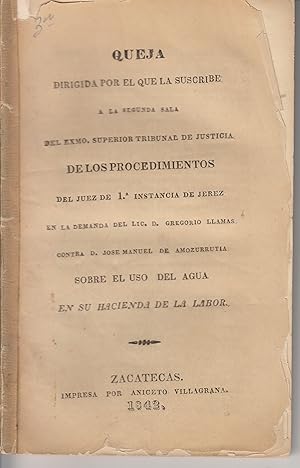 QUEJA
DIRIGIDA POR EL QUE LA SUSCRIBE
A LA SEGUNDA SALA
DEL EXMO. SUPERIOR TRIBUNAL DE JUSTICIA
DE LOS PROCEDIMIENTOS
DEL JUEZ DE 1.ª INSTANCIA DE JEREZ
EN LA DEMANDA DEL LIC. D. GREGORIO LLAMAS
CONTRA D. JOSE MANUEL DE AMOZURRUTIA
SOBRE EL USO DEL AGUA
EN SU HACIENDA DE LA LABOR.
ZACATECAS.
IMPRESA POR ANICETO VILLAGRANA.
1842.